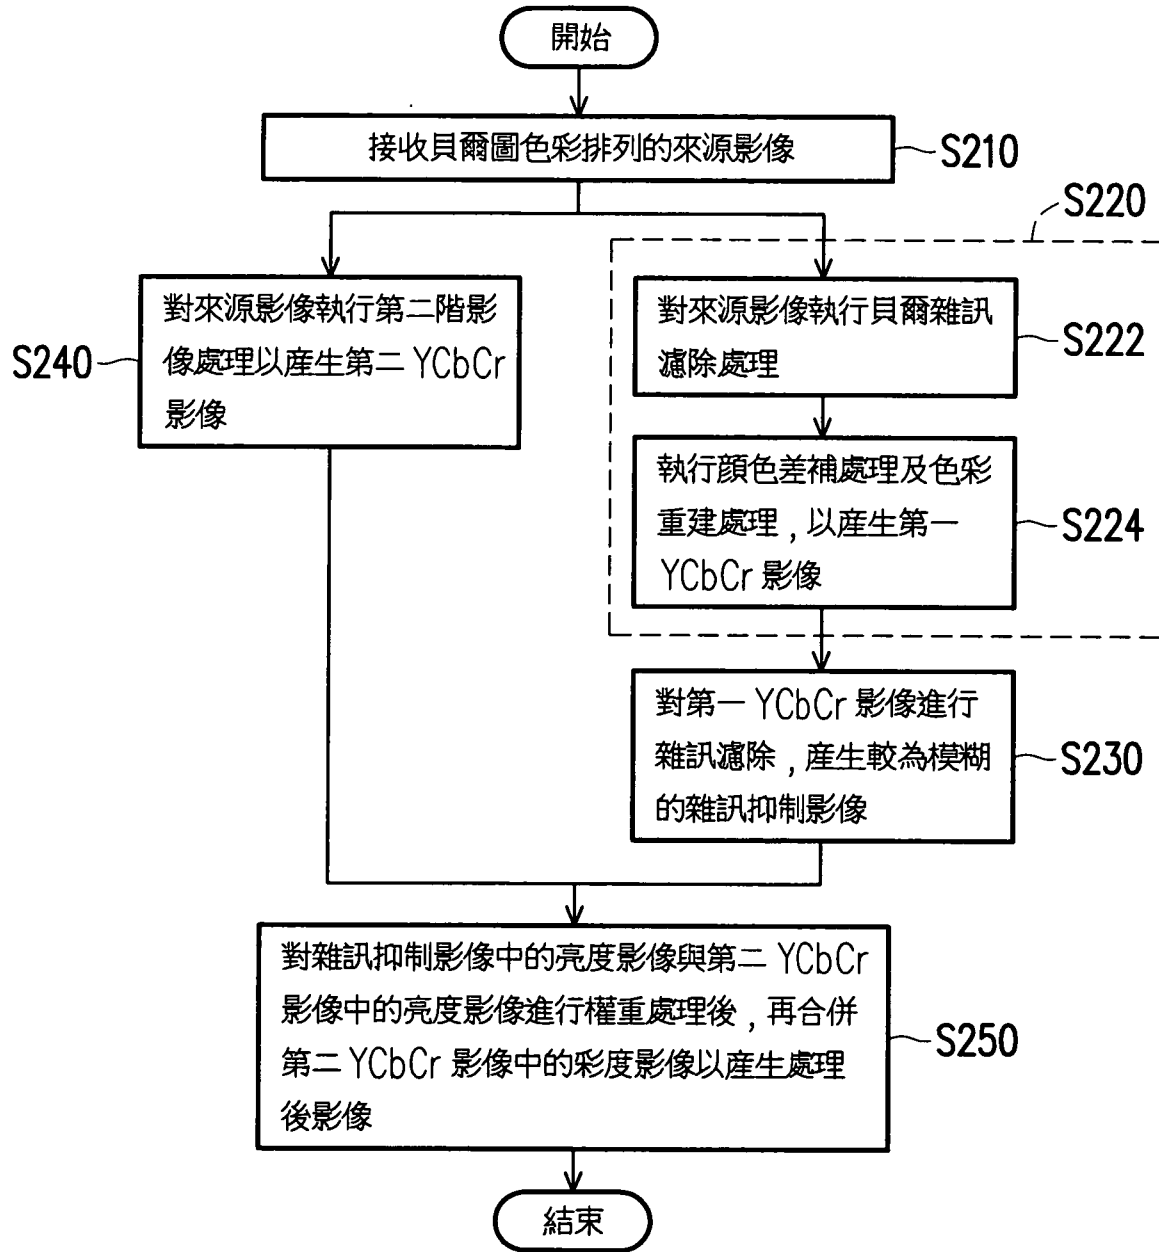 開始
接收貝爾圖色彩排列的來源影像
S210
S220
對來源影像執行第二階影
像處理以産生第二 YCbCr
影像
S240
對來源影像執行貝爾雜訊
濾除處理
S222
執行顏色差補處理及色彩
重建處理，以産生第一
YCbCr 影像
S224
對第一 YCbCr 影像進行
雜訊濾除，産生較為模糊
的雜訊抑制影像
S230
對雜訊抑制影像中的亮度影像與第二 YCbCr
影像中的亮度影像進行權重處理後，再合併
第二 YCbCr 影像中的彩度影像以産生處理
後影像
S250
結束